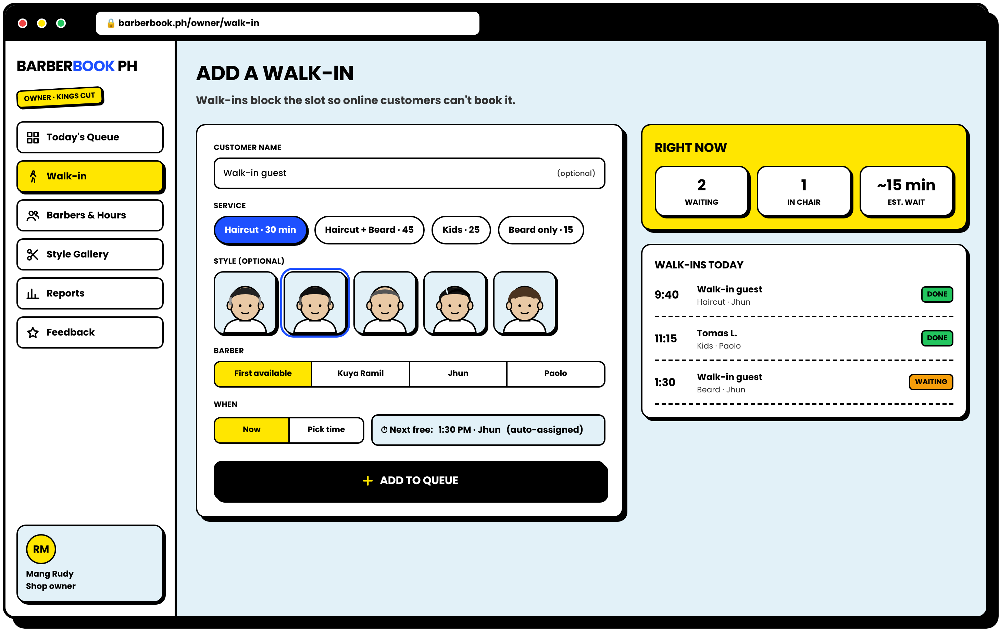 🔒 barberbook.ph/owner/walk-in
BARBERBOOK PH
OWNER · KINGS CUT
Today's Queue
Walk-in
Barbers & Hours
Style Gallery
Reports
Feedback
RM
Mang Rudy
Shop owner
ADD A WALK-IN
Walk-ins block the slot so online customers can't book it.
CUSTOMER NAME
Walk-in guest (optional)
SERVICE
Haircut · 30 min Haircut + Beard · 45 Kids · 25 Beard only · 15
STYLE (OPTIONAL)
BARBER
First available Kuya Ramil Jhun Paolo
WHEN
Now Pick time ⏱ Next free: 1:30 PM · Jhun (auto-assigned)
+ ADD TO QUEUE
RIGHT NOW
2 1 ~15 min
WAITING IN CHAIR EST. WAIT
WALK-INS TODAY
9:40 Walk-in guest DONE
Haircut · Jhun
11:15 Tomas L. DONE
Kids · Paolo
1:30 Walk-in guest WAITING
Beard · Jhun